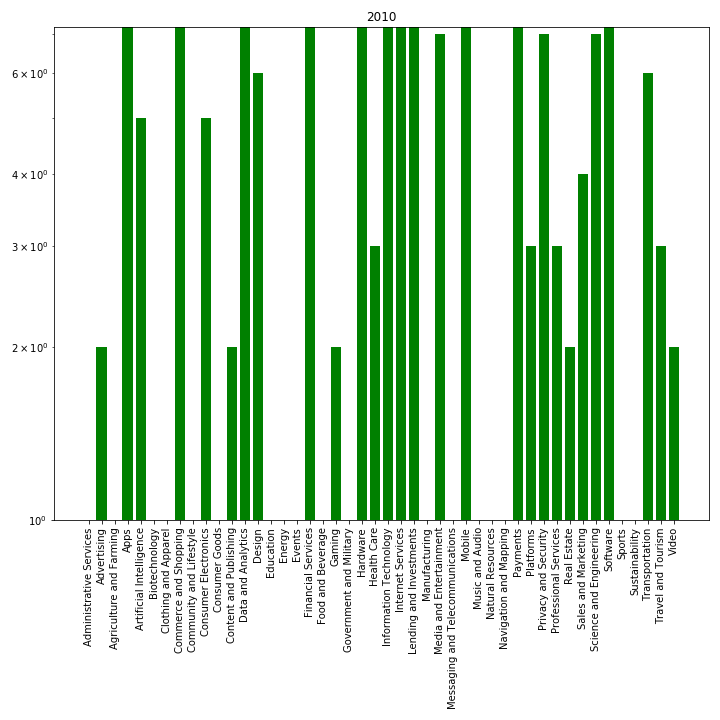 2010
6 × 10⁰
4 × 10⁰
3 × 10⁰
2 × 10⁰
10⁰
Administrative Services
Advertising
Agriculture and Farming
Apps
Artificial Intelligence
Biotechnology
Clothing and Apparel
Commerce and Shopping
Community and Lifestyle
Consumer Electronics
Consumer Goods
Content and Publishing
Data and Analytics
Design
Education
Energy
Events
Financial Services
Food and Beverage
Gaming
Government and Military
Hardware
Health Care
Information Technology
Internet Services
Lending and Investments
Manufacturing
Media and Entertainment
Messaging and Telecommunications
Mobile
Music and Audio
Natural Resources
Navigation and Mapping
Payments
Platforms
Privacy and Security
Professional Services
Real Estate
Sales and Marketing
Science and Engineering
Software
Sports
Sustainability
Transportation
Travel and Tourism
Video